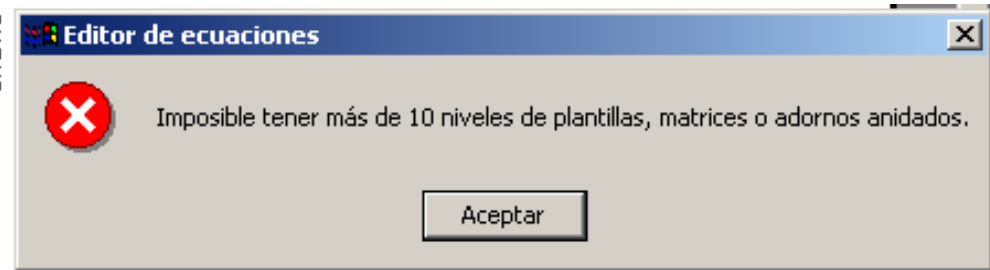 Editor de ecuaciones
Imposible tener más de 10 niveles de plantillas, matrices o adornos anidados.
Aceptar